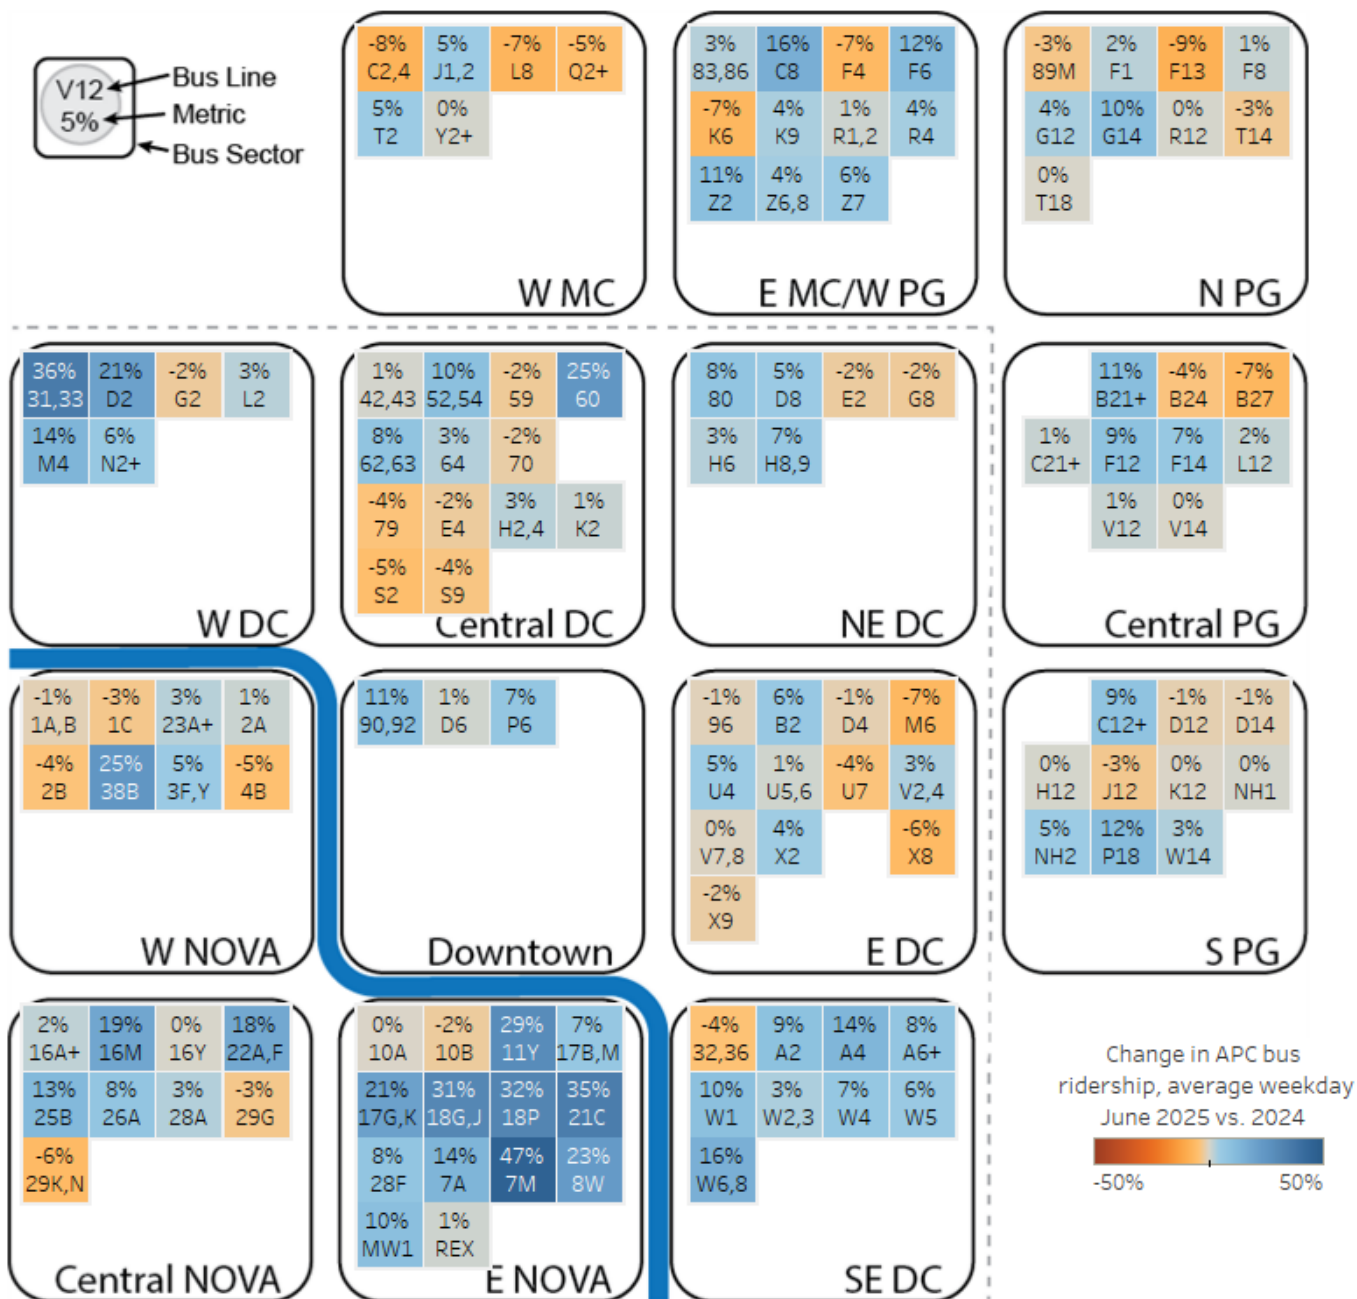 V12
5%
Bus Line
Metric
Bus Sector
-8% 5% -7% -5%
C2,4 J1,2 L8 Q2+
5% 0%
T2 Y2+
W MC
3% 16% -7% 12%
83,86 C8 F4 F6
-7% 4% 1% 4%
K6 K9 R1,2 R4
11% 4% 6%
Z2 Z6,8 Z7
E MC/W PG
-3% 2% -9% 1%
89M F1 F13 F8
4% 10% 0% -3%
G12 G14 R12 T14
0%
T18
N PG
36% 21% -2% 3%
31,33 D2 G2 L2
14% 6%
M4 N2+
W DC
1% 10% -2% 25%
42,43 52,54 59 60
8% 3% -2%
62,63 64 70
-4% -2% 3% 1%
79 E4 H2,4 K2
-5% -4%
S2 S9
Central DC
8% 5% -2% -2%
80 D8 E2 G8
3% 7%
H6 H8,9
NE DC
11% -4% -7%
B21+ B24 B27
1% 9% 7% 2%
C21+ F12 F14 L12
1% 0%
V12 V14
Central PG
-1% -3% 3% 1%
1A,B 1C 23A+ 2A
-4% 25% 5% -5%
2B 38B 3F,Y 4B
W NOVA
11% 1% 7%
90,92 D6 P6
Downtown
-1% 6% -1% -7%
96 B2 D4 M6
5% 1% -4% 3%
U4 U5,6 U7 V2,4
0% 4% -6%
V7,8 X2 X8
-2%
X9
E DC
9% -1% -1%
C12+ D12 D14
0% -3% 0% 0%
H12 J12 K12 NH1
5% 12% 3%
NH2 P18 W14
S PG
2% 19% 0% 18%
16A+ 16M 16Y 22A,F
13% 8% 3% -3%
25B 26A 28A 29G
-6%
29K,N
Central NOVA
0% -2% 29% 7%
10A 10B 11Y 17B,M
21% 31% 32% 35%
17G,K 18G,J 18P 21C
8% 14% 47% 23%
28F 7A 7M 8W
10% 1%
MW1 REX
E NOVA
-4% 9% 14% 8%
32,36 A2 A4 A6+
10% 3% 7% 6%
W1 W2,3 W4 W5
16%
W6,8
SE DC
Change in APC bus
ridership, average weekday
June 2025 vs. 2024
-50% 50%